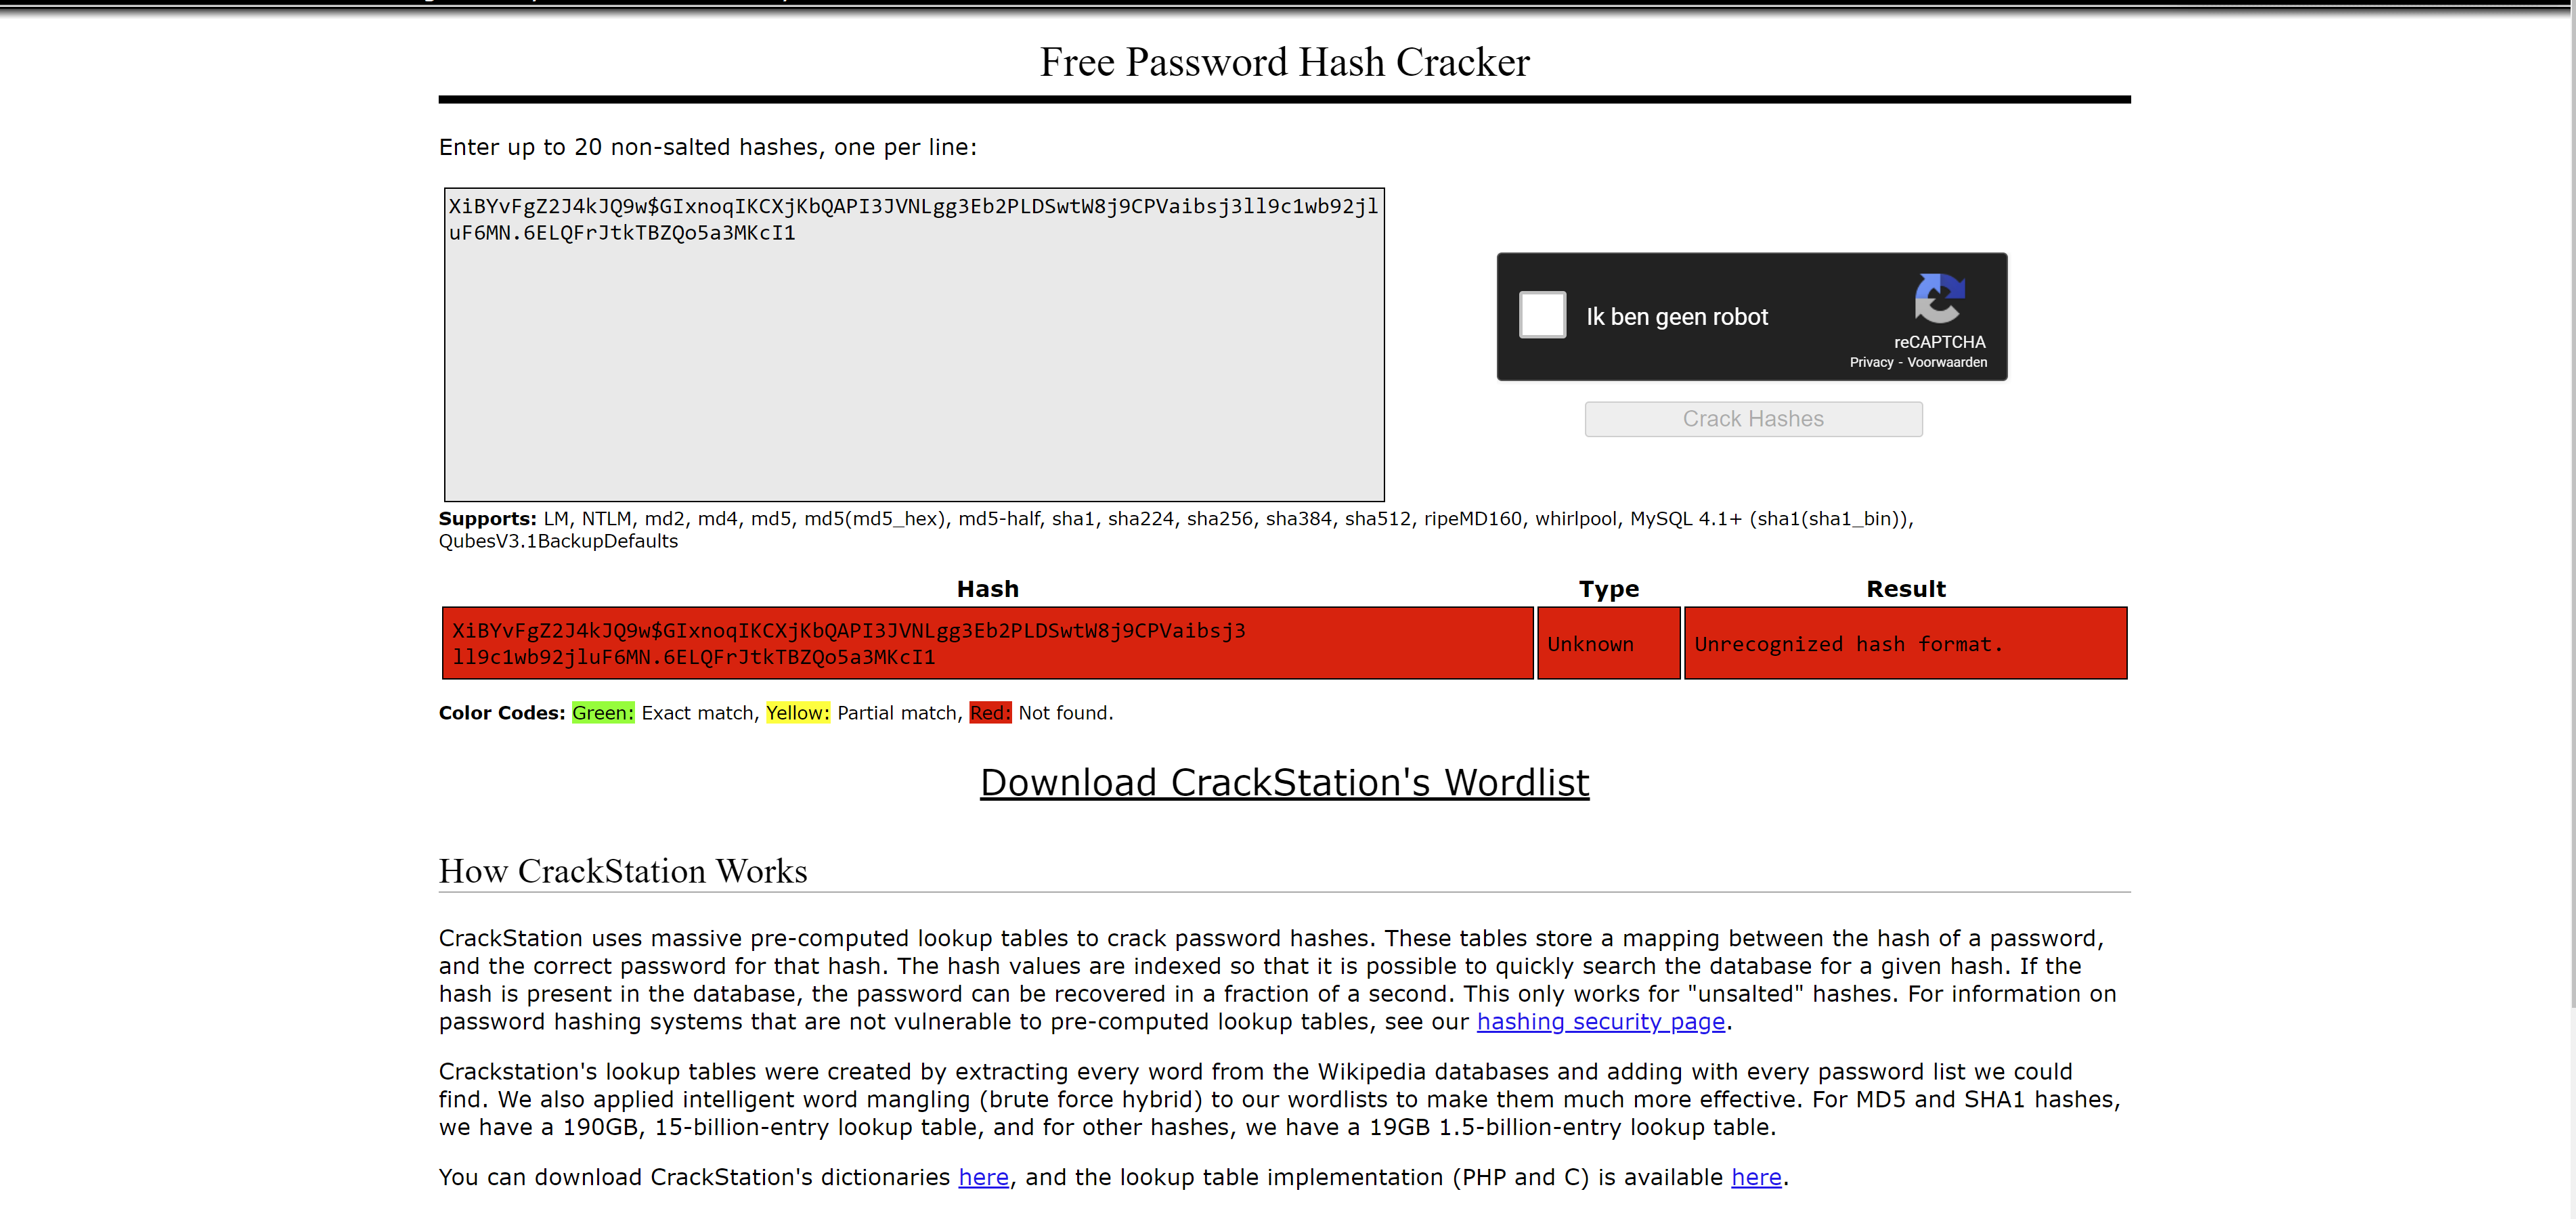 Free Password Hash Cracker
Enter up to 20 non-salted hashes, one per line:
XiBYvFgZ2J4kJQ9w$GIxnoqIKCXjKbQAPI3JVNLgg3Eb2PLDSwtW8j9CPVaibsj3ll9c1wb92jl
uF6MN.6ELQFrJtkTBZQo5a3MKcI1
Ik ben geen robot
reCAPTCHA
Privacy - Voorwaarden
Crack Hashes
Supports: LM, NTLM, md2, md4, md5, md5(md5_hex), md5-half, sha1, sha224, sha256, sha384, sha512, ripeMD160, whirlpool, MySQL 4.1+ (sha1(sha1_bin)),
QubesV3.1BackupDefaults
Hash Type Result
XiBYvFgZ2J4kJQ9w$GIxnoqIKCXjKbQAPI3JVNLgg3Eb2PLDSwtW8j9CPVaibsj3
ll9c1wb92jluF6MN.6ELQFrJtkTBZQo5a3MKcI1
Unknown
Unrecognized hash format.
Color Codes: Green: Exact match, Yellow: Partial match, Red: Not found.
Download CrackStation's Wordlist
How CrackStation Works
CrackStation uses massive pre-computed lookup tables to crack password hashes. These tables store a mapping between the hash of a password,
and the correct password for that hash. The hash values are indexed so that it is possible to quickly search the database for a given hash. If the
hash is present in the database, the password can be recovered in a fraction of a second. This only works for "unsalted" hashes. For information on
password hashing systems that are not vulnerable to pre-computed lookup tables, see our hashing security page.
Crackstation's lookup tables were created by extracting every word from the Wikipedia databases and adding with every password list we could
find. We also applied intelligent word mangling (brute force hybrid) to our wordlists to make them much more effective. For MD5 and SHA1 hashes,
we have a 190GB, 15-billion-entry lookup table, and for other hashes, we have a 19GB 1.5-billion-entry lookup table.
You can download CrackStation's dictionaries here, and the lookup table implementation (PHP and C) is available here.